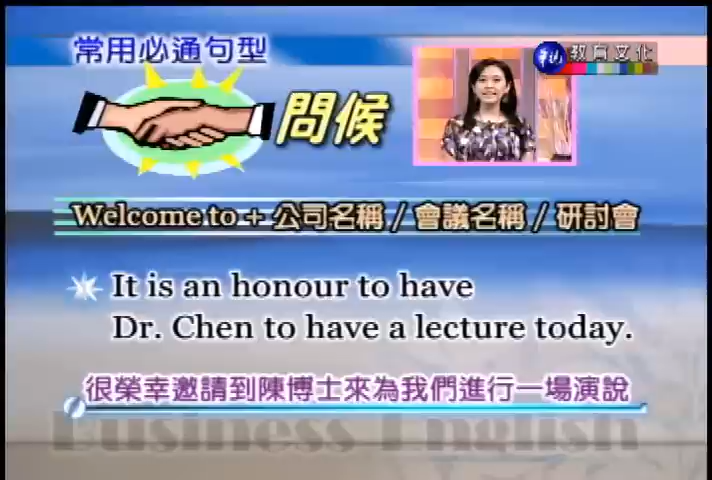 常用必通句型
華視 教育文化
問候
Welcome to + 公司名稱 / 會議名稱 / 研討會
It is an honour to have
Dr. Chen to have a lecture today.
很榮幸邀請到陳博士來為我們進行一場演說
Business English